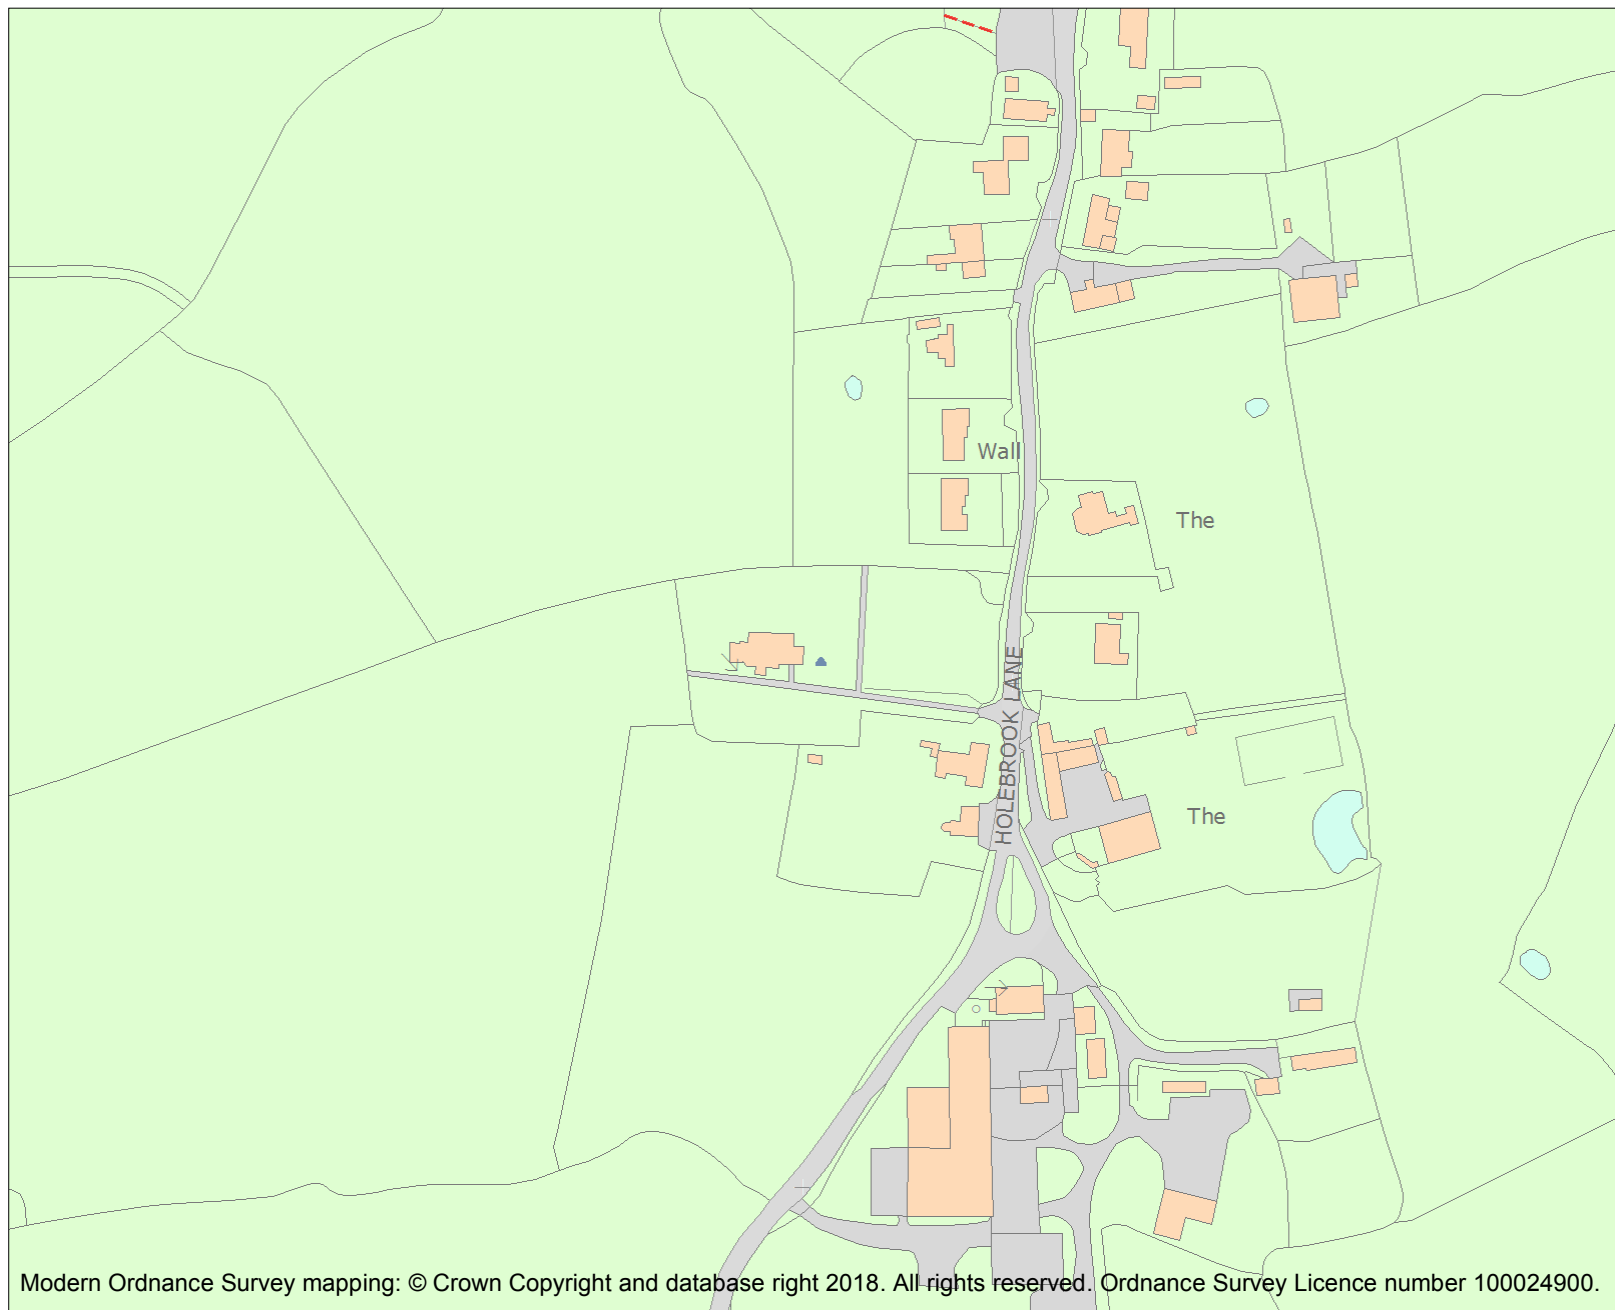 Wall
The
HOLEBROOK LANE
The
Modern Ordnance Survey mapping: © Crown Copyright and database right 2018. All rights reserved. Ordnance Survey Licence number 100024900.